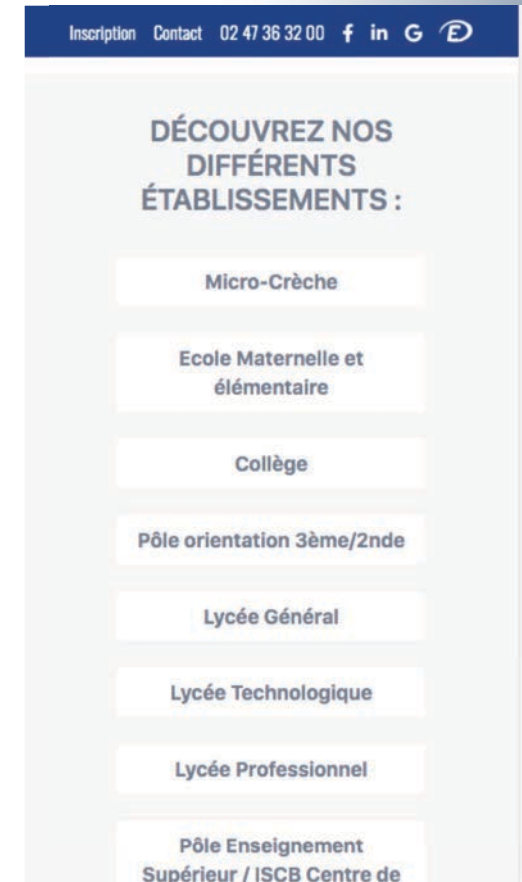 Inscription Contact 02 47 36 32 00 f in G
DÉCOUVREZ NOS
DIFFÉRENTS
ÉTABLISSEMENTS :
Micro-Crèche
Ecole Maternelle et
élémentaire
Collège
Pôle orientation 3ème/2nde
Lycée Général
Lycée Technologique
Lycée Professionnel
Pôle Enseignement
Supérieur / ISCB Centre de